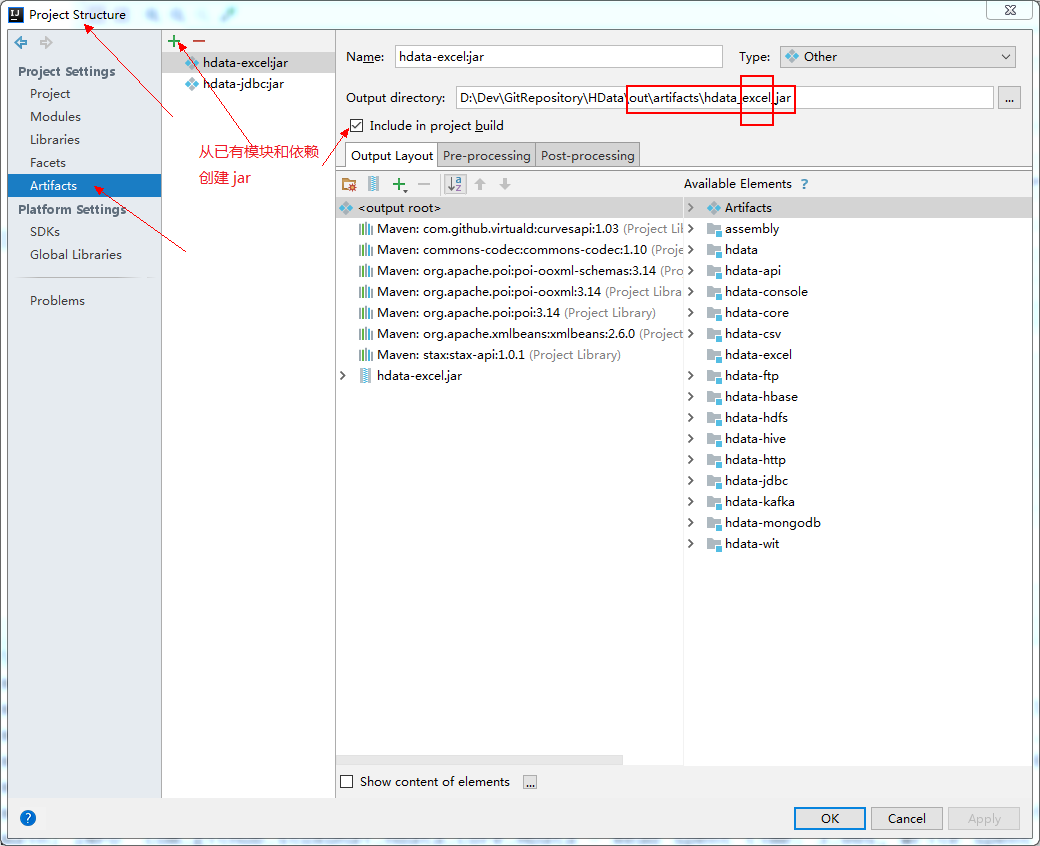 Project Structure
Project Settings
Project
Modules
Libraries
Facets
Artifacts
Platform Settings
SDKs
Global Libraries
Problems
hdata-excel:jar
hdata-jdbc:jar
从已有模块和依赖
创建 jar
Name: hdata-excel:jar Type: Other
Output directory: D:\Dev\GitRepository\HData\out\artifacts\hdata_excel_jar ...
Include in project build
Output Layout Pre-processing Post-processing
Available Elements ?
<output root>
Maven: com.github.virtuald:curvesapi:1.03 (Project Lib
Maven: commons-codec:commons-codec:1.10 (Proje
Maven: org.apache.poi:poi-ooxml-schemas:3.14 (Pro
Maven: org.apache.poi:poi-ooxml:3.14 (Project Libra
Maven: org.apache.poi:poi:3.14 (Project Library)
Maven: org.apache.xmlbeans:xmlbeans:2.6.0 (Project
Maven: stax:stax-api:1.0.1 (Project Library)
hdata-excel.jar
Artifacts
assembly
hdata
hdata-api
hdata-console
hdata-core
hdata-csv
hdata-excel
hdata-ftp
hdata-hbase
hdata-hdfs
hdata-hive
hdata-http
hdata-jdbc
hdata-kafka
hdata-mongodb
hdata-wit
Show content of elements ...
? OK Cancel Apply